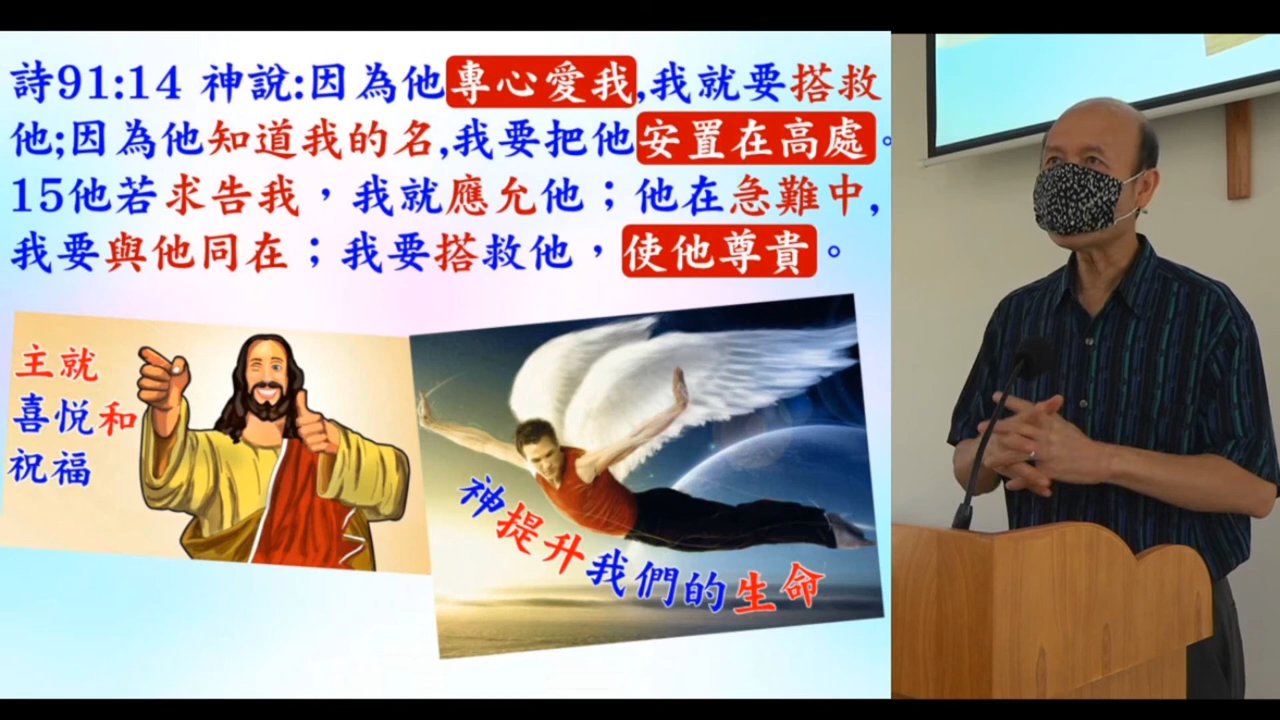 詩91:14 神說:因為他專心愛我,我就要搭救
他;因為他知道我的名,我要把他安置在高處。
15他若求告我，我就應允他；他在急難中,
我要與他同在；我要搭救他，使他尊貴。
主就
喜悅和
祝福
神提升我們的生命